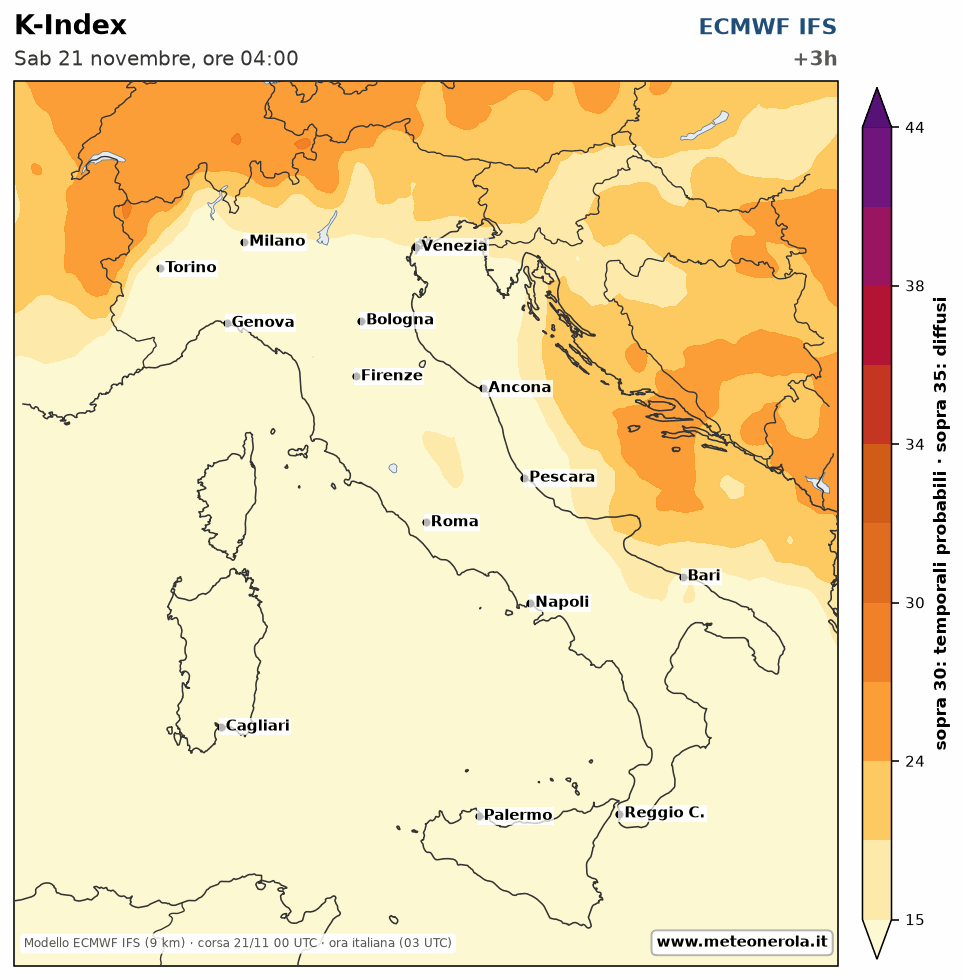 K-Index
ECMWF IFS
Sab 21 novembre, ore 04:00
+3h
Milano
Venezia
Torino
Genova
Bologna
Firenze
Ancona
Pescara
Roma
Bari
Napoli
Cagliari
Palermo
Reggio C.
44
38
34
30
24
15
sopra 30: temporali probabili · sopra 35: diffusi
Modello ECMWF IFS (9 km) · corsa 21/11 00 UTC · ora italiana (03 UTC)
www.meteonerola.it